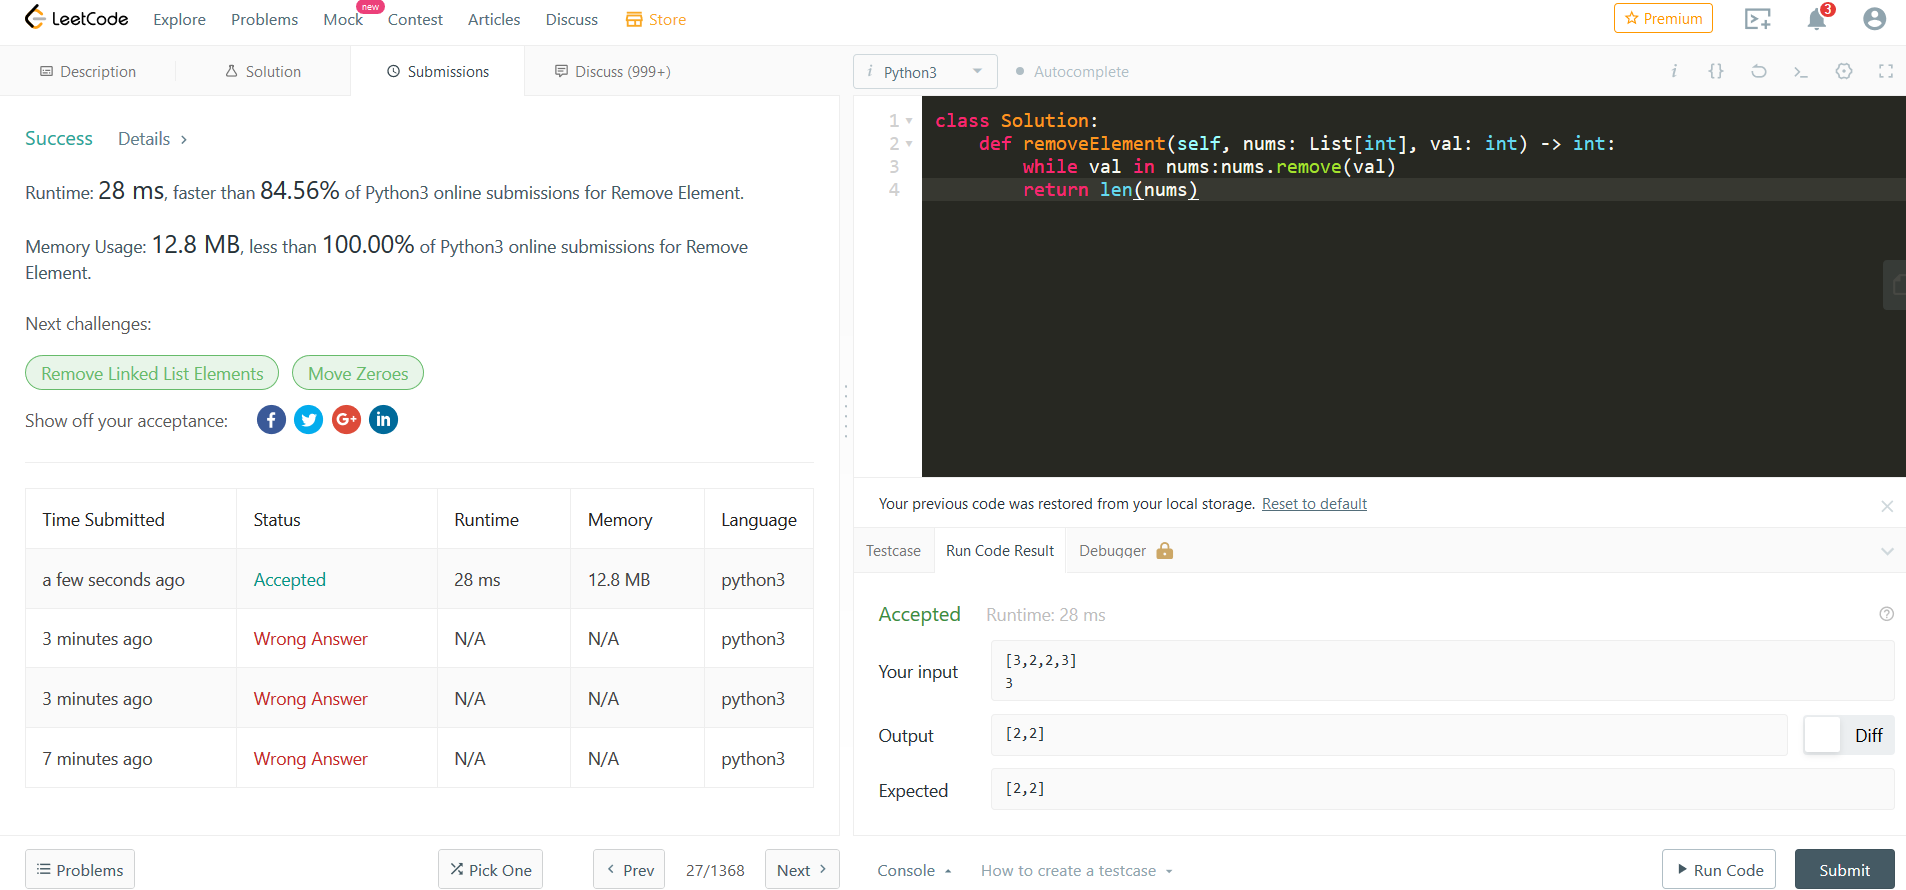 LeetCode Explore Problems Mock new Contest Articles Discuss Store Premium 3
Description Solution Submissions Discuss (999+)
Success Details >
Runtime: 28 ms, faster than 84.56% of Python3 online submissions for Remove Element.
Memory Usage: 12.8 MB, less than 100.00% of Python3 online submissions for Remove
Element.
Next challenges:
Remove Linked List Elements Move Zeroes
Show off your acceptance: f G+ in
Time Submitted Status Runtime Memory Language
a few seconds ago Accepted 28 ms 12.8 MB python3
3 minutes ago Wrong Answer N/A N/A python3
3 minutes ago Wrong Answer N/A N/A python3
7 minutes ago Wrong Answer N/A N/A python3
Problems Pick One < Prev 27/1368 Next >
i Python3 Autocomplete i {} >_
1 class Solution:
2 def removeElement(self, nums: List[int], val: int) -> int:
3 while val in nums:nums.remove(val)
4 return len(nums)
Your previous code was restored from your local storage. Reset to default
Testcase Run Code Result Debugger
Accepted Runtime: 28 ms
Your input
[3,2,2,3]
3
Output [2,2] Diff
Expected [2,2]
Console How to create a testcase Run Code Submit